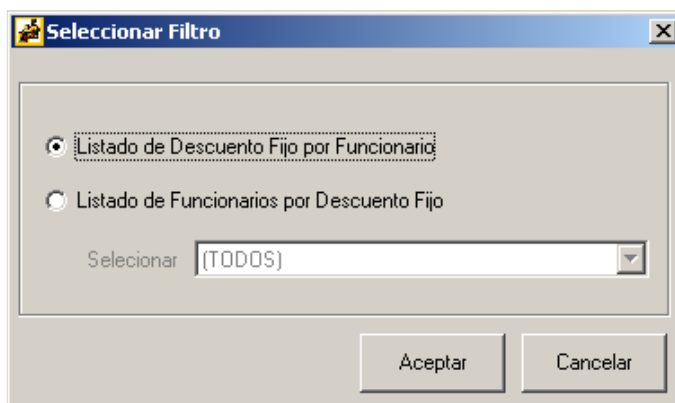 Seleccionar Filtro
Listado de Descuento Fijo por Funcionario
Listado de Funcionarios por Descuento Fijo
Selecionar (TODOS)
Aceptar Cancelar